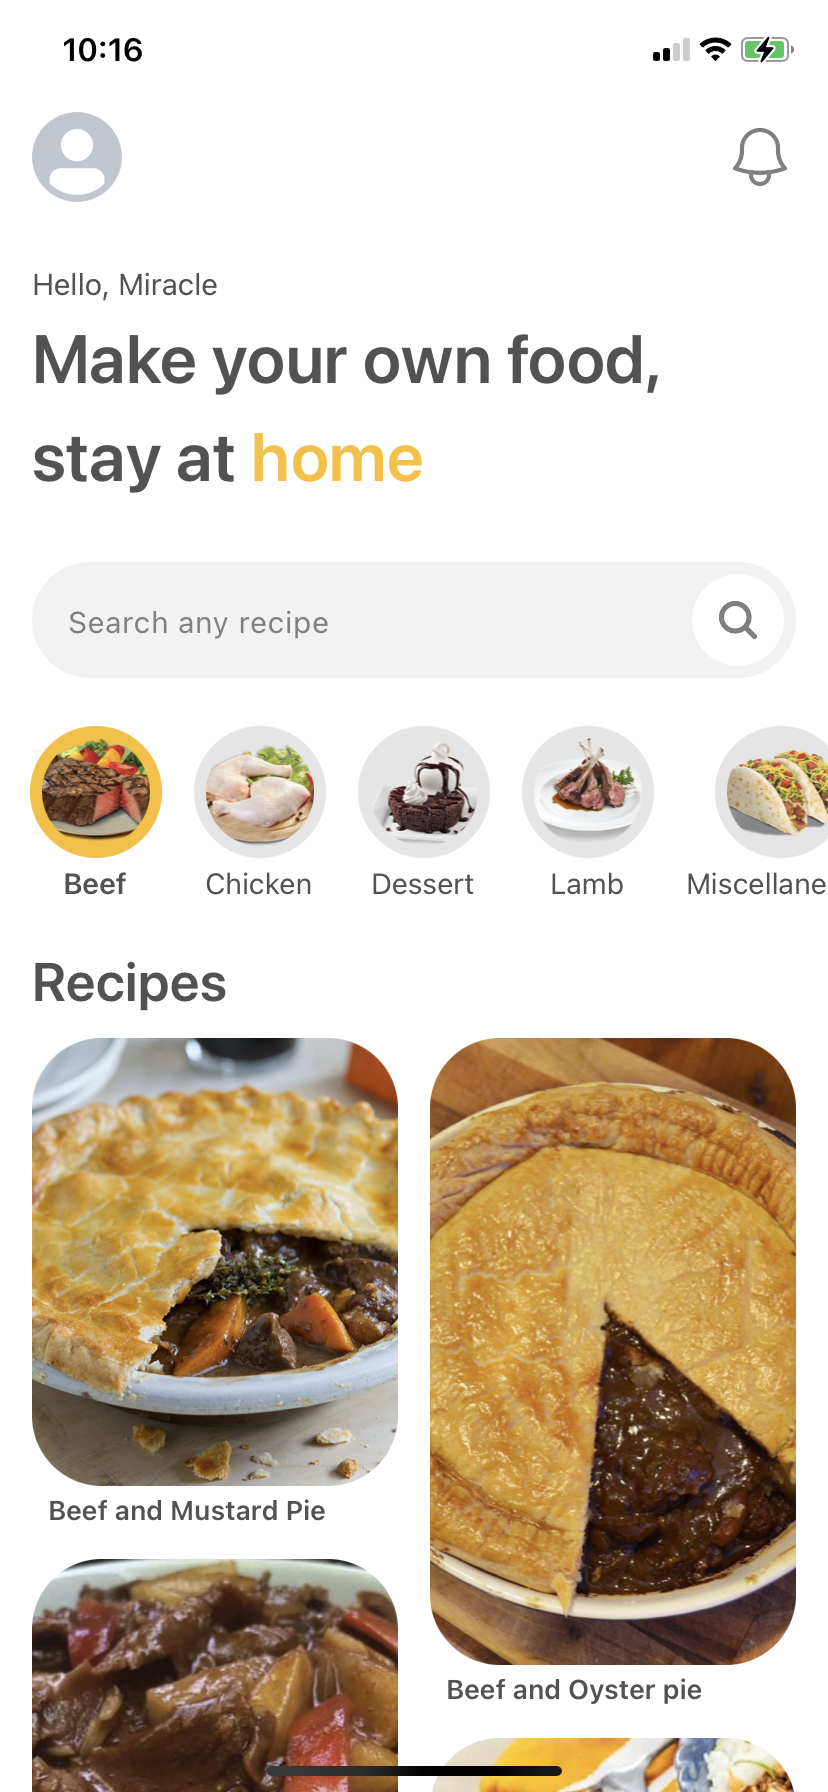 10:16
Hello, Miracle
Make your own food,
stay at home
Search any recipe
Beef
Chicken
Dessert
Lamb
Miscellane
Recipes
Beef and Mustard Pie
Beef and Oyster pie